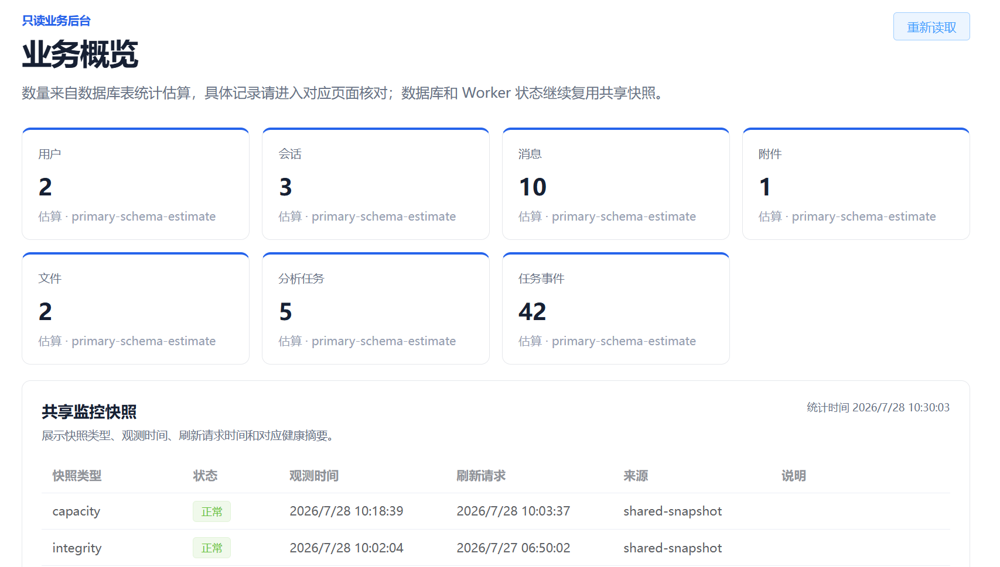 只读业务后台
重新读取
业务概览
数量来自数据库表统计估算，具体记录请进入对应页面核对；数据库和 Worker 状态继续复用共享快照。
用户
2
估算 · primary-schema-estimate
会话
3
估算 · primary-schema-estimate
消息
10
估算 · primary-schema-estimate
附件
1
估算 · primary-schema-estimate
文件
2
估算 · primary-schema-estimate
分析任务
5
估算 · primary-schema-estimate
任务事件
42
估算 · primary-schema-estimate
共享监控快照
统计时间 2026/7/28 10:30:03
展示快照类型、观测时间、刷新请求时间和对应健康摘要。
快照类型 状态 观测时间 刷新请求 来源 说明
capacity 正常 2026/7/28 10:18:39 2026/7/28 10:03:37 shared-snapshot
integrity 正常 2026/7/28 10:02:04 2026/7/27 06:50:02 shared-snapshot